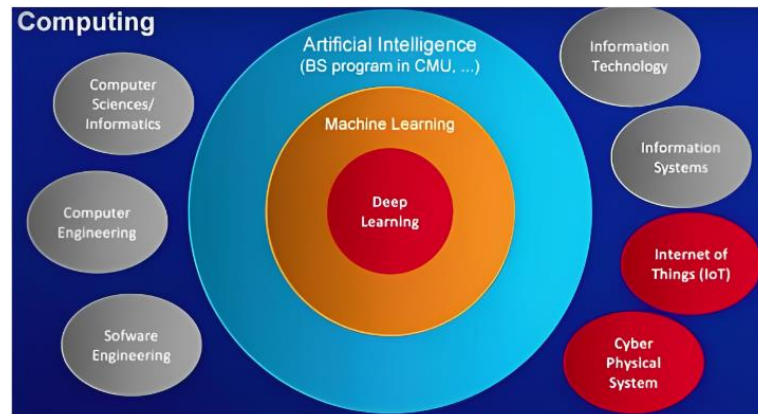 Computing
Computer
Sciences/
Informatics
Computer
Engineering
Sofware
Engineering
Artificial Intelligence
(BS program in CMU, ...)
Machine Learning
Deep
Learning
Information
Technology
Information
Systems
Internet of
Things (IoT)
Cyber
Physical
System